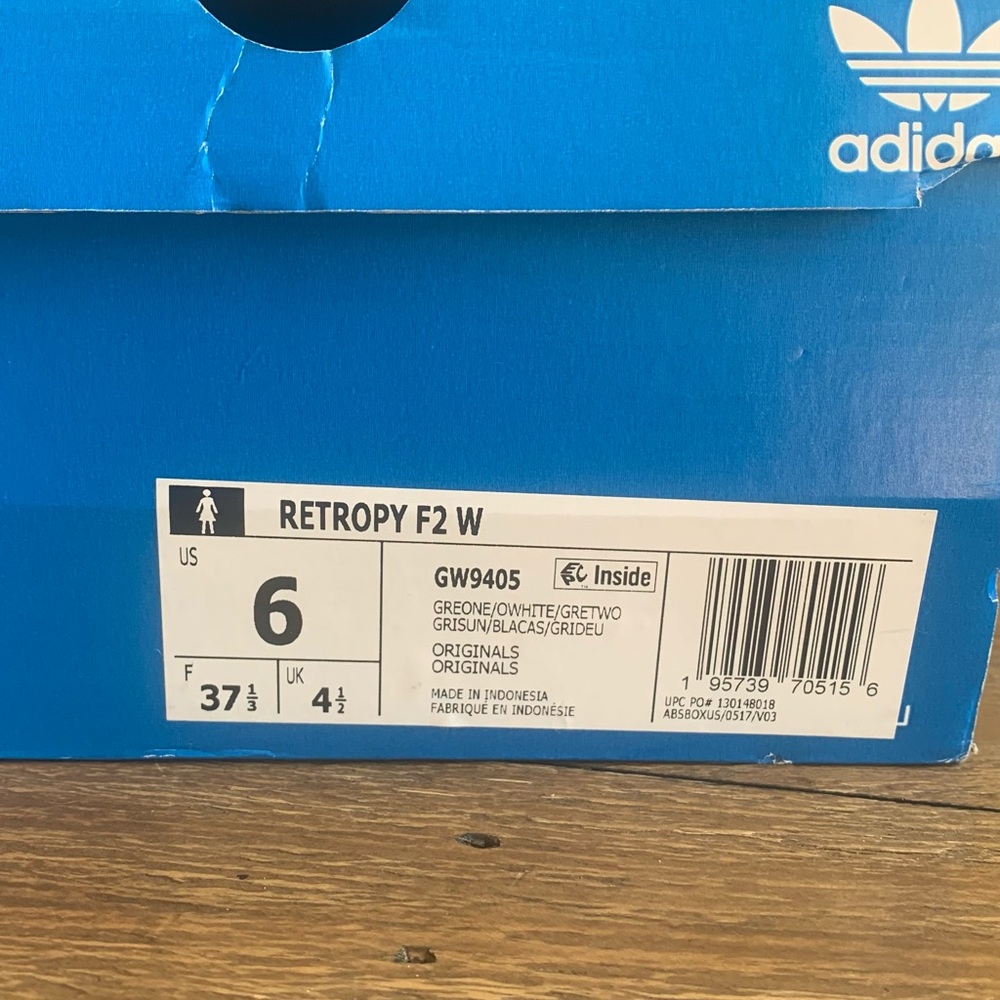 adidas
RETROPY F2 W
US
6
F
37 1/3
UK
4 1/2
GW9405
Inside
GREONE/OWHITE/GRETWO
GRISUN/BLACAS/GRIDEU
ORIGINALS
ORIGINALS
MADE IN INDONESIA
FABRIQUÉ EN INDONÉSIE
1 95739 70515 6
UPC PO# 130148018
ABSBOXUS/0517/V03